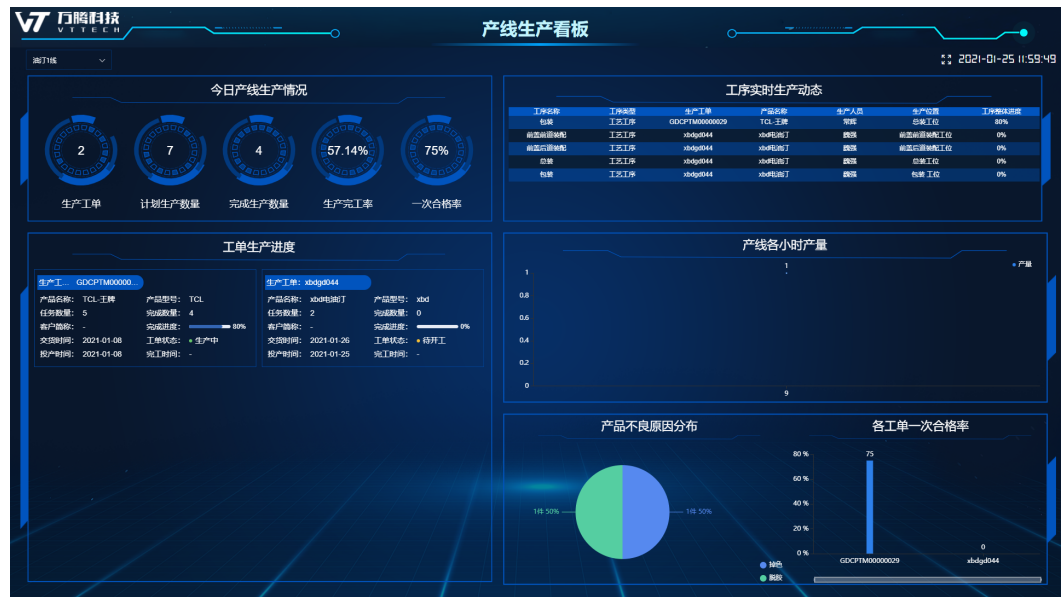 VT 万腾科技
VTTECH
产线生产看板
油门1线
2021-01-25 11:59:49
今日产线生产情况
2 7 4 57.14% 75%
生产工单 计划生产数量 完成生产数量 生产完工率 一次合格率
工序实时生产动态
工序名称 工序类型 生产工单 产品名称 生产人员 生产位置 工序整体进度
包装 工艺工序 GDCPTM00000029 TCL-王牌 常辉 总装工位 80%
前盖前道装配 工艺工序 xbdgd044 xbd电油门 魏强 前盖前道装配工位 0%
前盖后道装配 工艺工序 xbdgd044 xbd电油门 魏强 前盖后道装配工位 0%
总装 工艺工序 xbdgd044 xbd电油门 魏强 总装工位 0%
包装 工艺工序 xbdgd044 xbd电油门 魏强 包装 工位 0%
工单生产进度
生产工... GDCPTM00000...
产品名称: TCL-王牌 产品型号: TCL
任务数量: 5 完成数量: 4
客户简称: - 完成进度: 80%
交货时间: 2021-01-08 工单状态: 生产中
投产时间: 2021-01-08 完工时间: -
生产工单: xbdgd044
产品名称: xbd电油门 产品型号: xbd
任务数量: 2 完成数量: 0
客户简称: - 完成进度: 0%
交货时间: 2021-01-26 工单状态: 待开工
投产时间: 2021-01-25 完工时间: -
产线各小时产量
产量
1
1
0.8
0.6
0.4
0.2
0
9
产品不良原因分布
1件 50%
1件 50%
掉色
脱胶
各工单一次合格率
80 %
60 %
40 %
20 %
0 %
75
0
GDCPTM00000029 xbdgd044